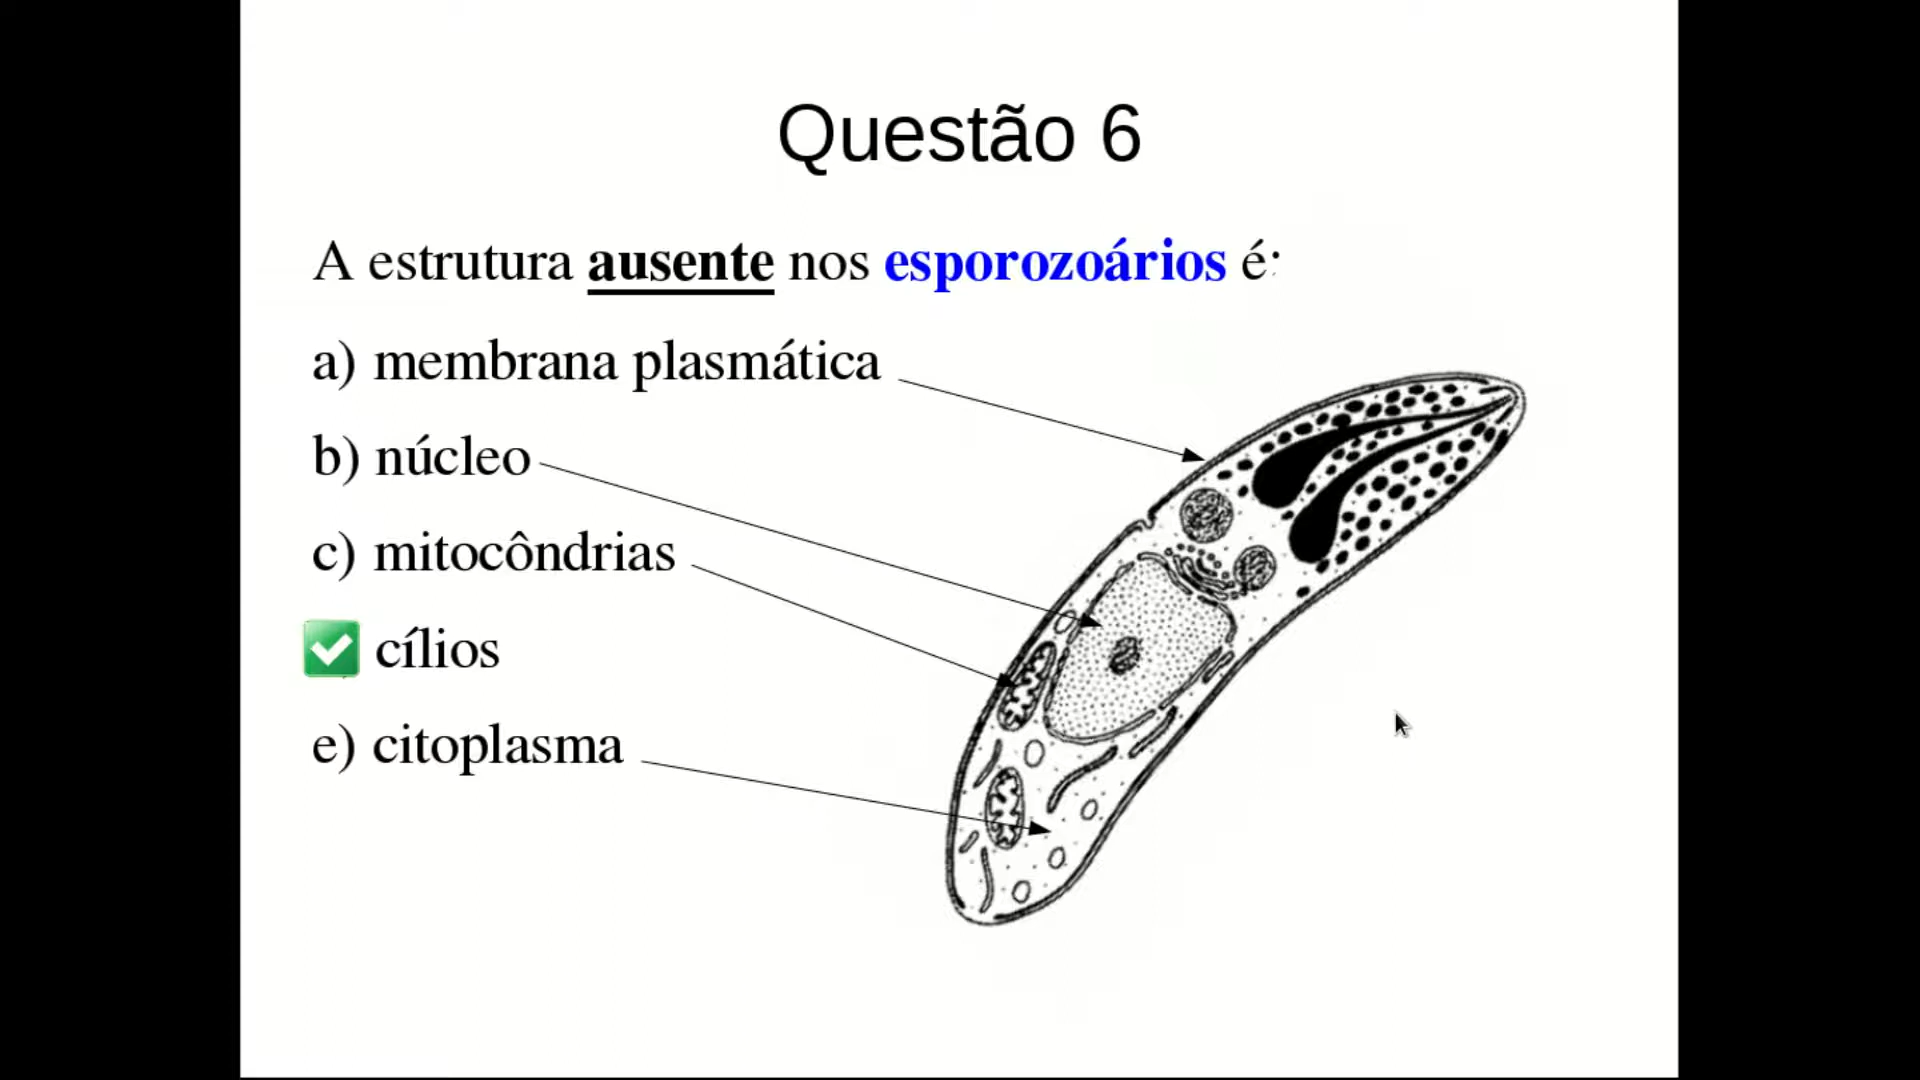 Questão 6
A estrutura ausente nos esporozoários é:
a) membrana plasmática
b) núcleo
c) mitocôndrias
cílios
e) citoplasma